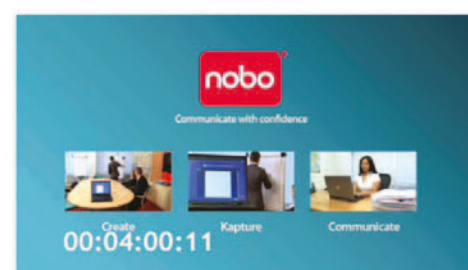 nobo
Communicate with confidence
Create Kapture Communicate
00:04:00:11